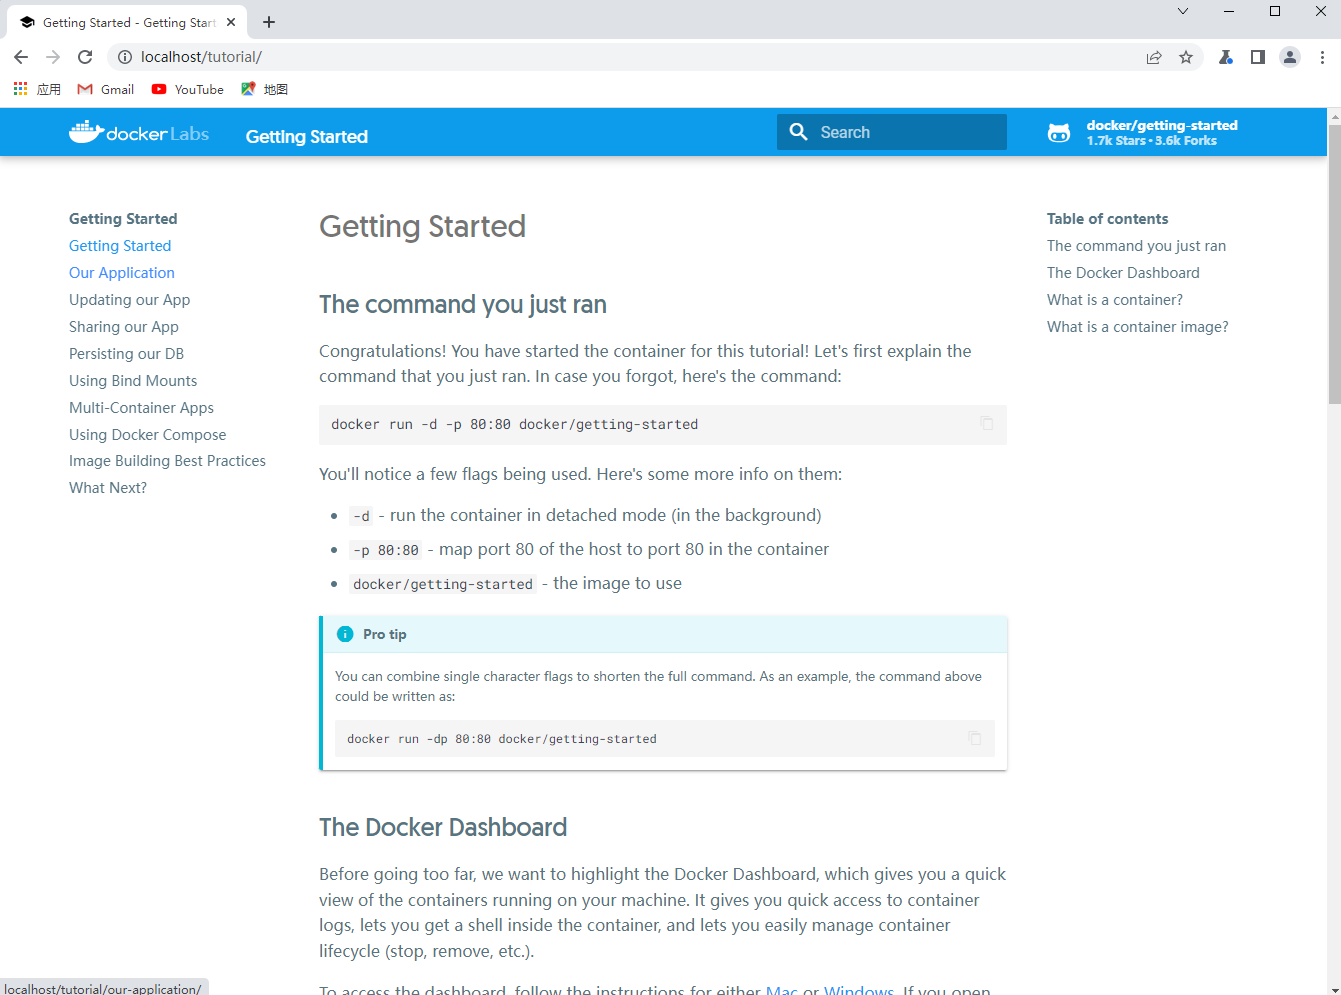 Getting Started - Getting Start
localhost/tutorial/
应用
Gmail
YouTube
地图
docker Labs
Getting Started
Search
docker/getting-started
1.7k Stars · 3.6k Forks
Getting Started
Getting Started
Our Application
Updating our App
Sharing our App
Persisting our DB
Using Bind Mounts
Multi-Container Apps
Using Docker Compose
Image Building Best Practices
What Next?
Getting Started
The command you just ran
Congratulations! You have started the container for this tutorial! Let's first explain the
command that you just ran. In case you forgot, here's the command:
docker run -d -p 80:80 docker/getting-started
You'll notice a few flags being used. Here's some more info on them:
• -d - run the container in detached mode (in the background)
• -p 80:80 - map port 80 of the host to port 80 in the container
• docker/getting-started - the image to use
Pro tip
You can combine single character flags to shorten the full command. As an example, the command above
could be written as:
docker run -dp 80:80 docker/getting-started
The Docker Dashboard
Before going too far, we want to highlight the Docker Dashboard, which gives you a quick
view of the containers running on your machine. It gives you quick access to container
logs, lets you get a shell inside the container, and lets you easily manage container
lifecycle (stop, remove, etc.).
To access the dashboard, follow the instructions for either Mac or Windows. If you open
Table of contents
The command you just ran
The Docker Dashboard
What is a container?
What is a container image?
localhost/tutorial/our-application/